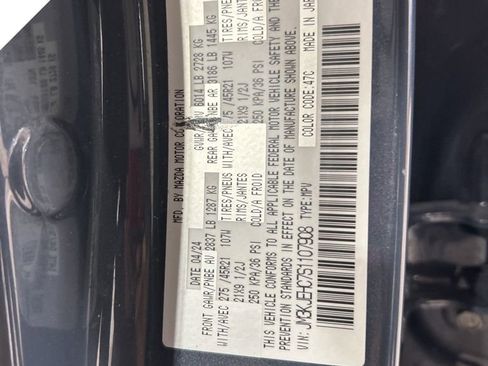 MFD. BY MAZDA MOTOR CORPORATION
DATE 04/24 GVWR/PNBV 6014 LB 2728 KG
FRONT GAWR/PNBE AV 2837 LB 1287 KG REAR GAWR/PNBE AR 3186 LB 1445 KG
WITH/AVEC 275 /45R21 107W TIRES/PNEUS WITH/AVEC 275 /45R21 107W TIRES/PNEUS
21X9 1/2J RIMS/JANTES 21X9 1/2J RIMS/JANTES
250 KPA/36 PSI COLD/A FROID 250 KPA/36 PSI COLD/A FROID
THIS VEHICLE CONFORMS TO ALL APPLICABLE FEDERAL MOTOR VEHICLE SAFETY AND THEFT
PREVENTION STANDARDS IN EFFECT ON THE DATE OF MANUFACTURE SHOWN ABOVE.
VIN: JM3KJEHC7S1107908 TYPE:MPV COLOR CODE:47C MADE IN